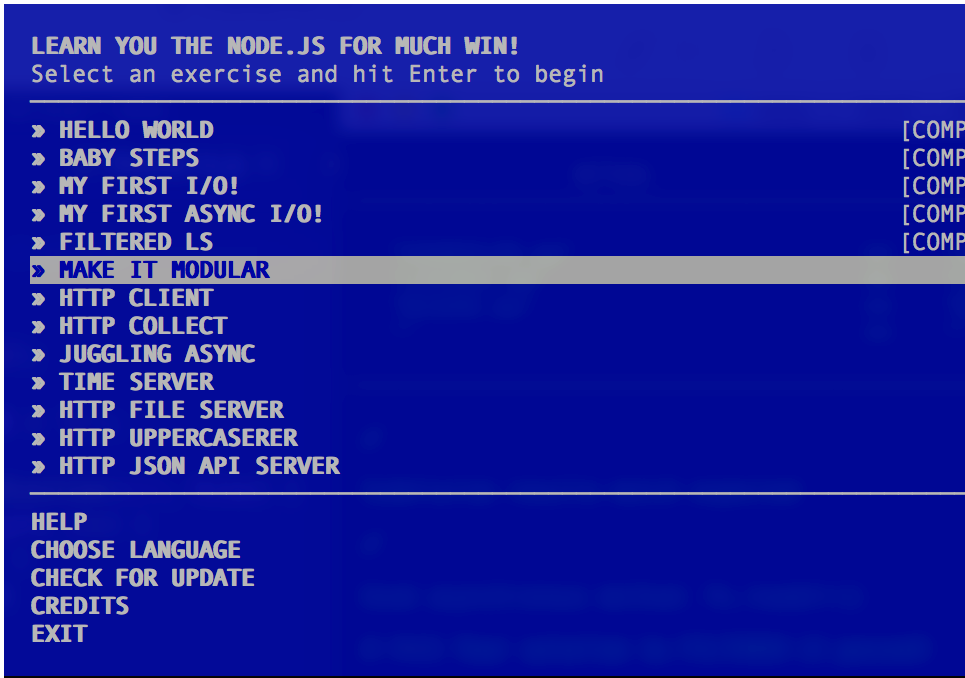 LEARN YOU THE NODE.JS FOR MUCH WIN!
Select an exercise and hit Enter to begin
» HELLO WORLD [COMP
» BABY STEPS [COMP
» MY FIRST I/O! [COMP
» MY FIRST ASYNC I/O! [COMP
» FILTERED LS [COMP
» MAKE IT MODULAR
» HTTP CLIENT
» HTTP COLLECT
» JUGGLING ASYNC
» TIME SERVER
» HTTP FILE SERVER
» HTTP UPPERCASERER
» HTTP JSON API SERVER
HELP
CHOOSE LANGUAGE
CHECK FOR UPDATE
CREDITS
EXIT